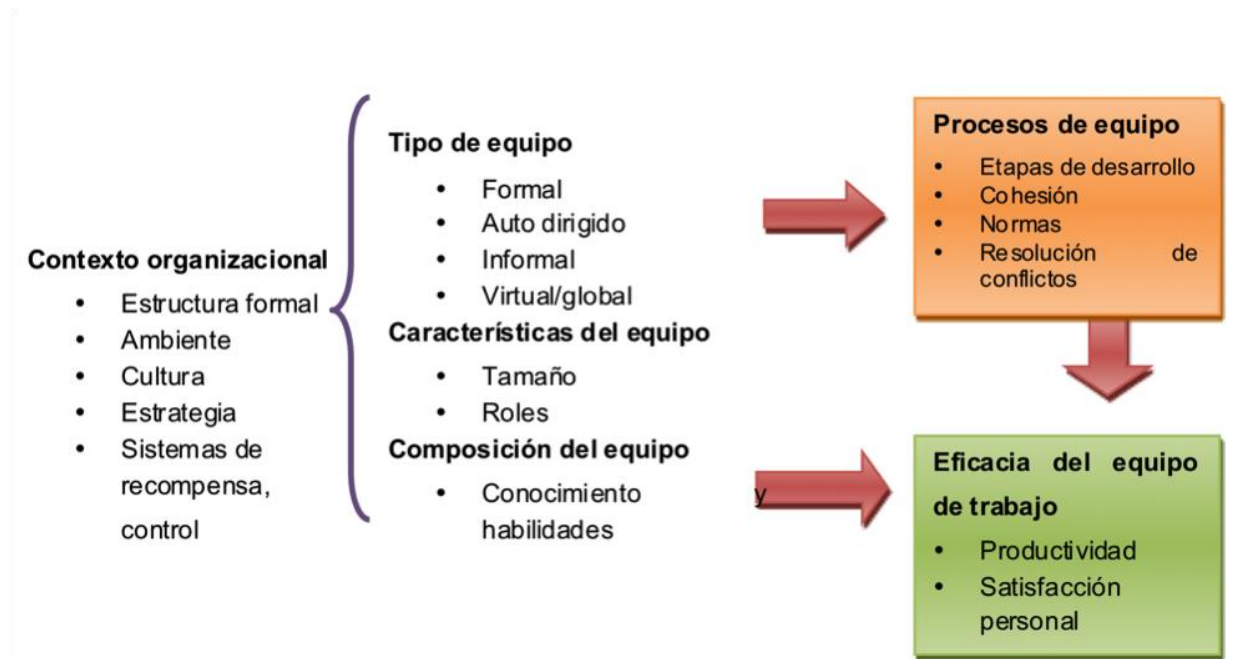 Contexto organizacional
• Estructura formal
• Ambiente
• Cultura
• Estrategia
• Sistemas de
recompensa,
control
Tipo de equipo
• Formal
• Auto dirigido
• Informal
• Virtual/global
Características del equipo
• Tamaño
• Roles
Composición del equipo
• Conocimiento y
habilidades
Procesos de equipo
• Etapas de desarrollo
• Cohesión
• Normas
• Resolución de
conflictos
Eficacia del equipo
de trabajo
• Productividad
• Satisfacción
personal